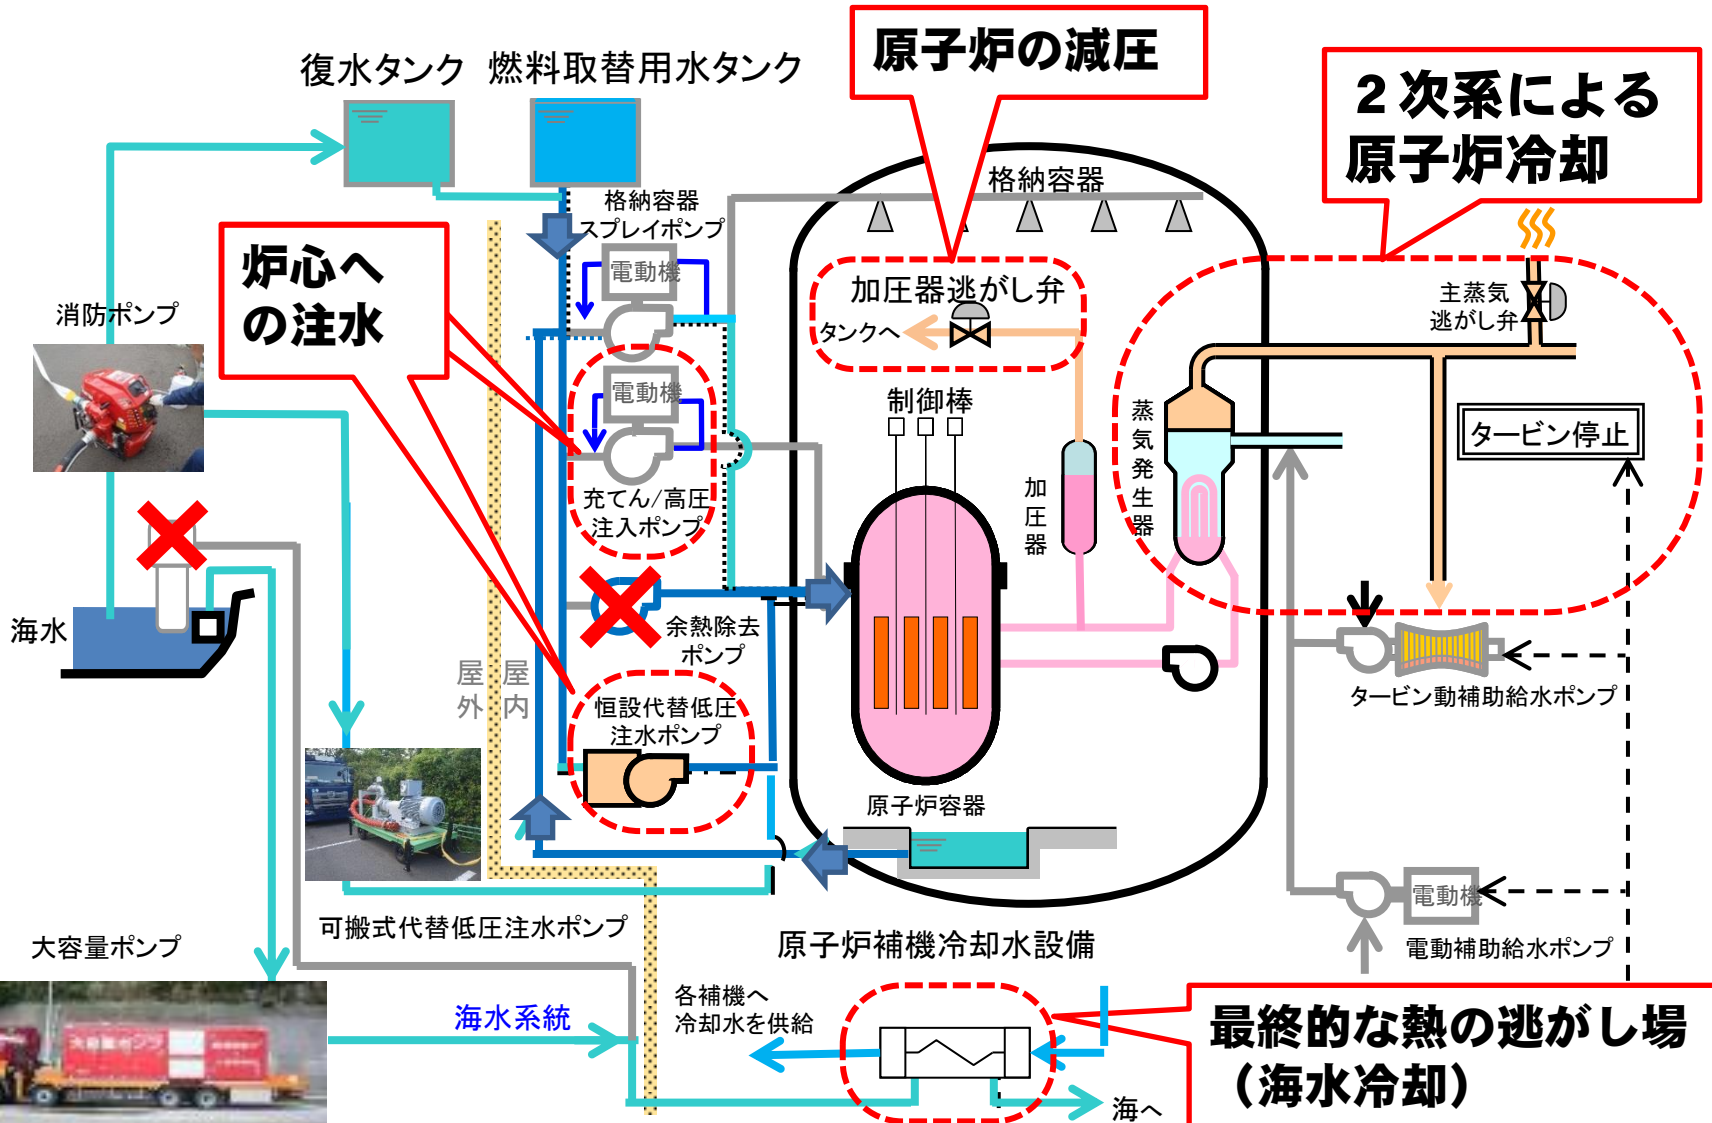 原子炉の減圧
２次系による
原子炉冷却
復水タンク
燃料取替用水タンク
格納容器
格納容器
スプレイポンプ
電動機
炉心へ
の注水
消防ポンプ
加圧器逃がし弁
タンクへ
主蒸気
逃がし弁
電動機
制御棒
蒸気発生器
タービン停止
加圧器
充てん/高圧
注入ポンプ
海水
余熱除去
ポンプ
屋外
屋内
恒設代替低圧
注水ポンプ
タービン動補助給水ポンプ
原子炉容器
電動機
可搬式代替低圧注水ポンプ
大容量ポンプ
原子炉補機冷却水設備
電動補助給水ポンプ
各補機へ
冷却水を供給
海水系統
大容量ポンプ
最終的な熱の逃がし場
（海水冷却）
海へ